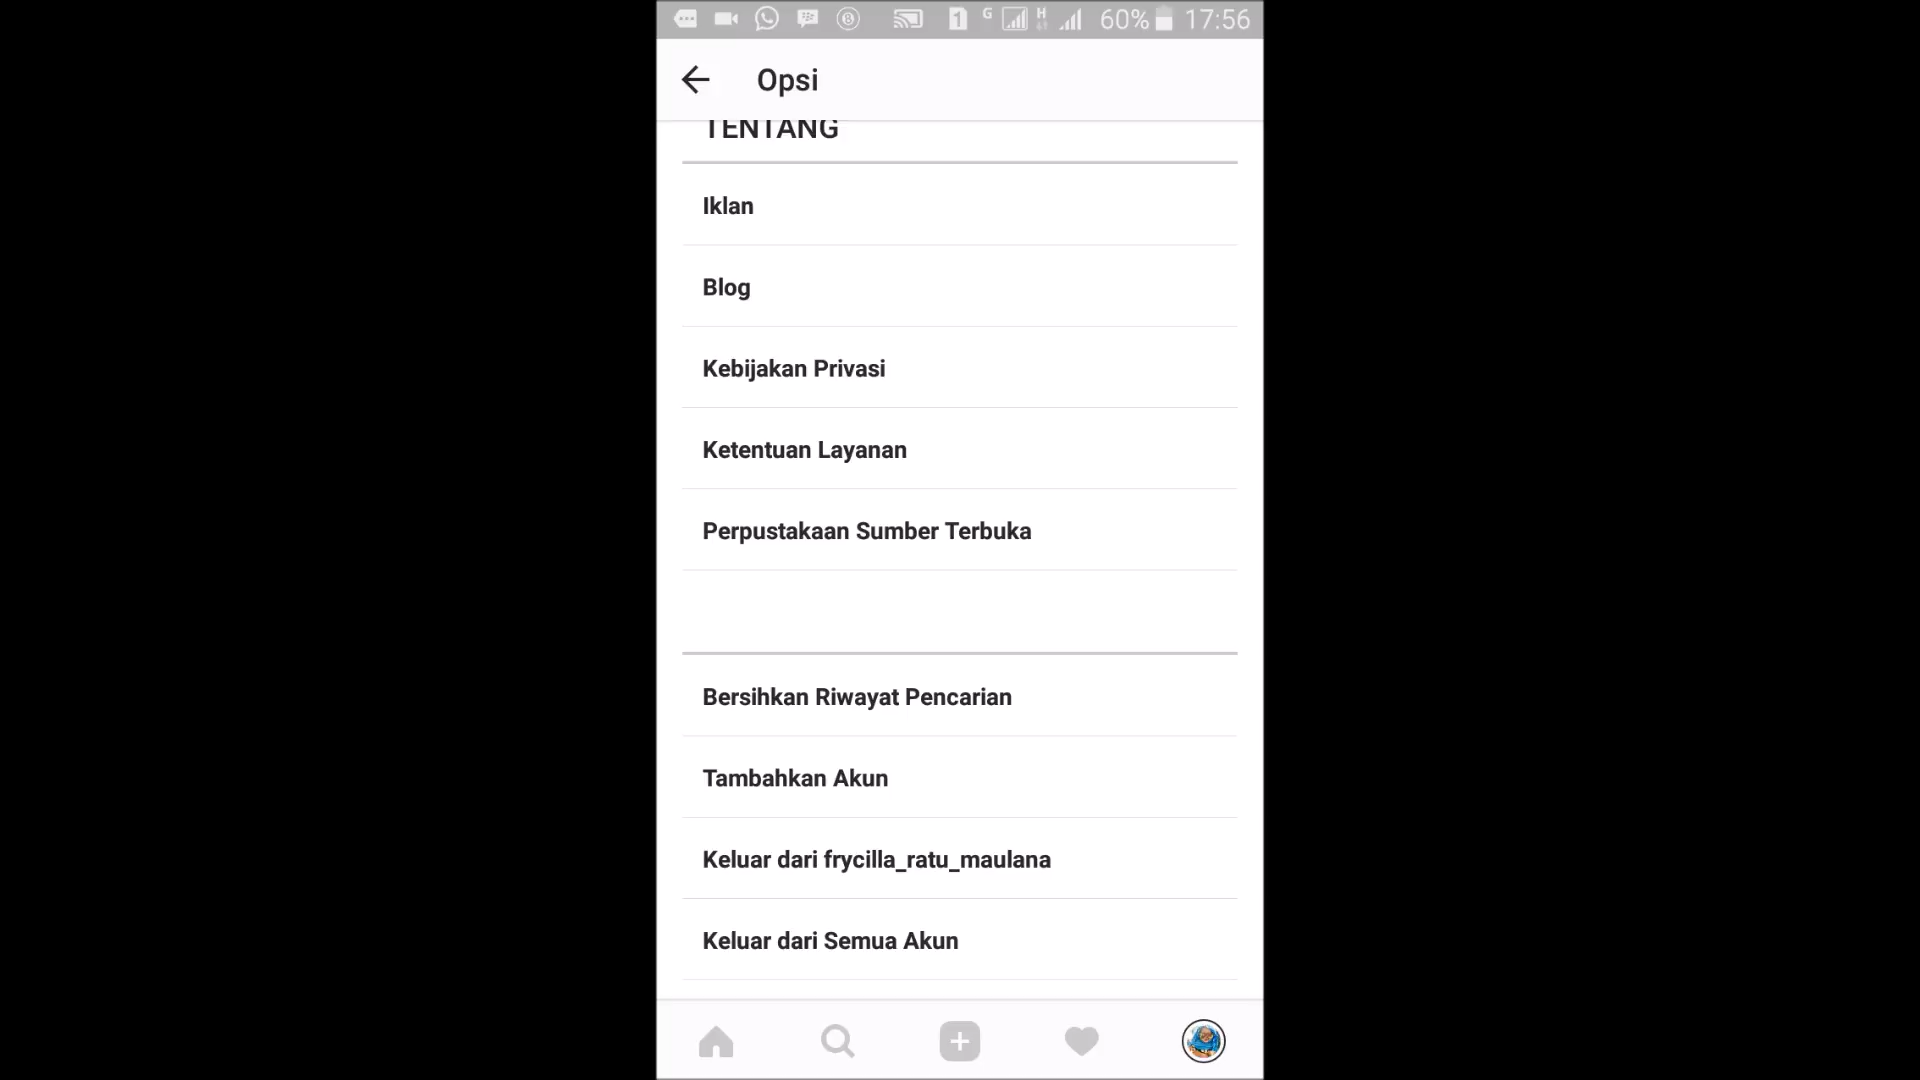 1 G H 60% 17:56
Opsi
TENTANG
Iklan
Blog
Kebijakan Privasi
Ketentuan Layanan
Perpustakaan Sumber Terbuka
Bersihkan Riwayat Pencarian
Tambahkan Akun
Keluar dari frycilla_ratu_maulana
Keluar dari Semua Akun